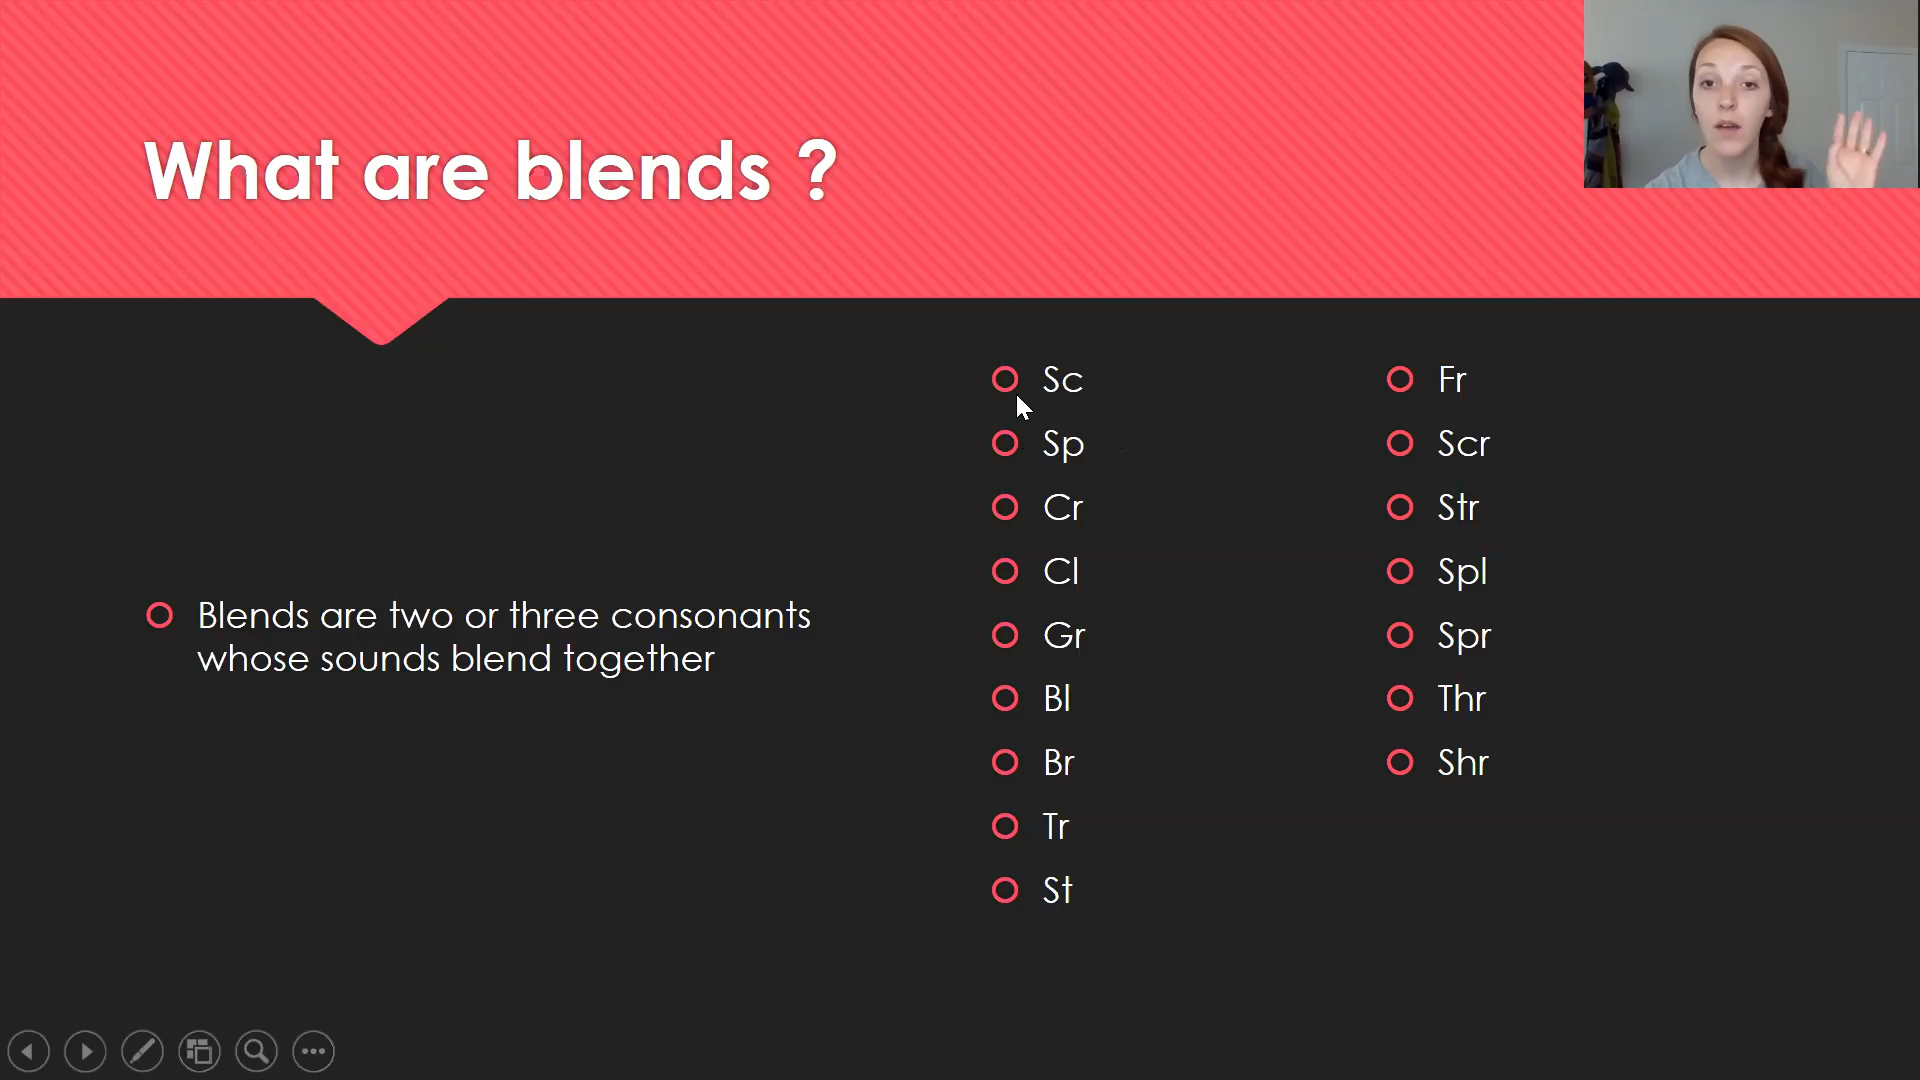 What are blends ?
Blends are two or three consonants
whose sounds blend together
Sc
Sp
Cr
Cl
Gr
Bl
Br
Tr
St
Fr
Scr
Str
Spl
Spr
Thr
Shr